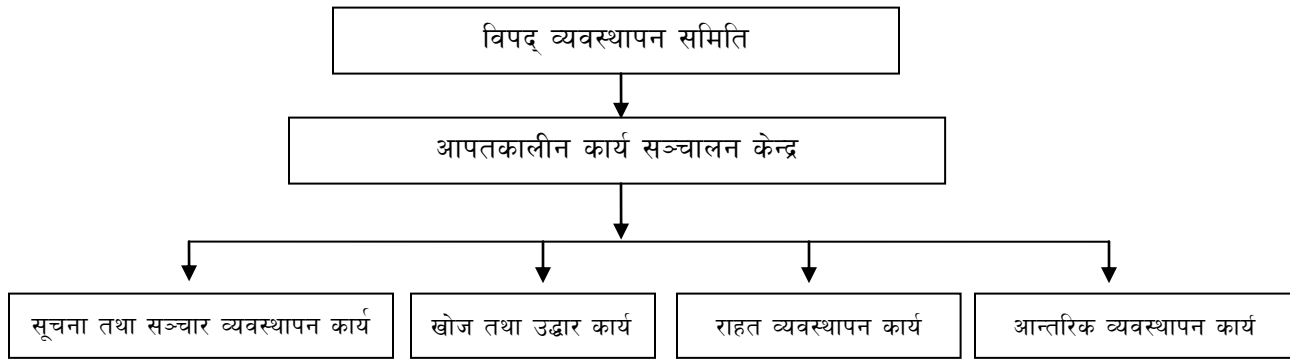 विपद् व्यवस्थापन समिति
आपतकालीन कार्य सञ्चालन केन्द्र
सूचना तथा सञ्चार व्यवस्थापन कार्य
खोज तथा उद्धार कार्य
राहत व्यवस्थापन कार्य
आन्तरिक व्यवस्थापन कार्य